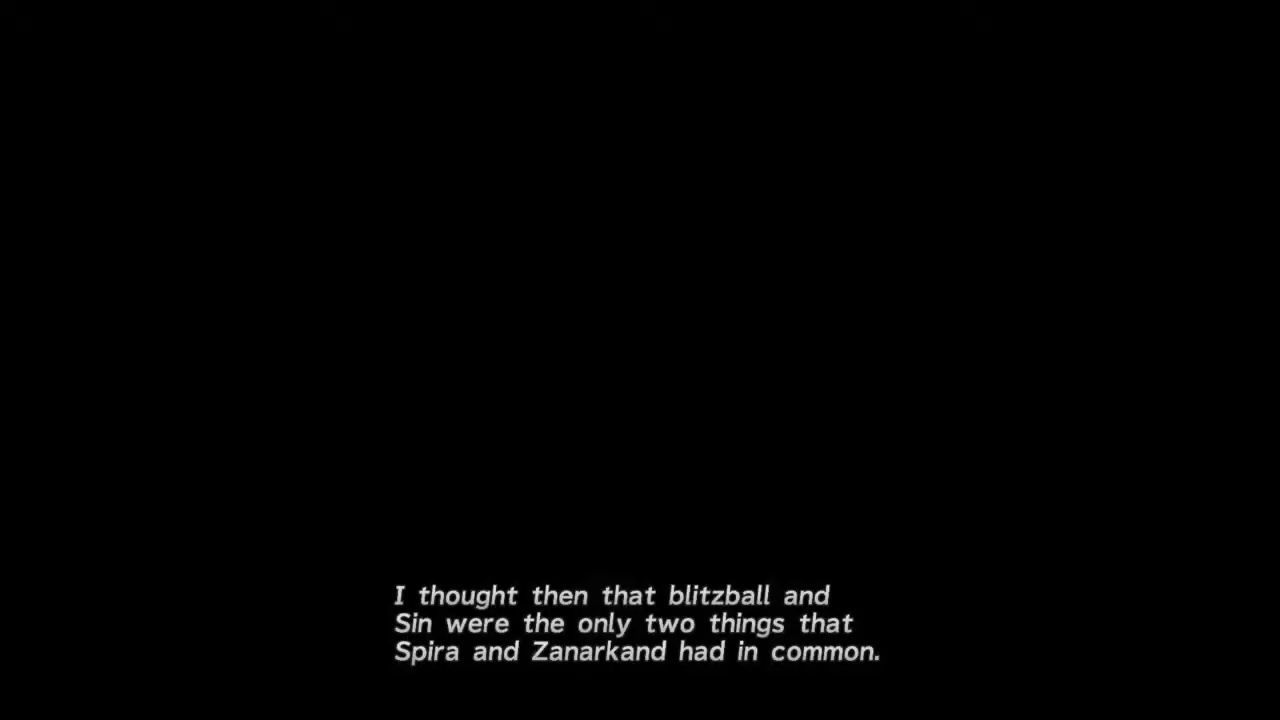 I thought then that blitzball and
Sin were the only two things that
Spira and Zanarkand had in common.